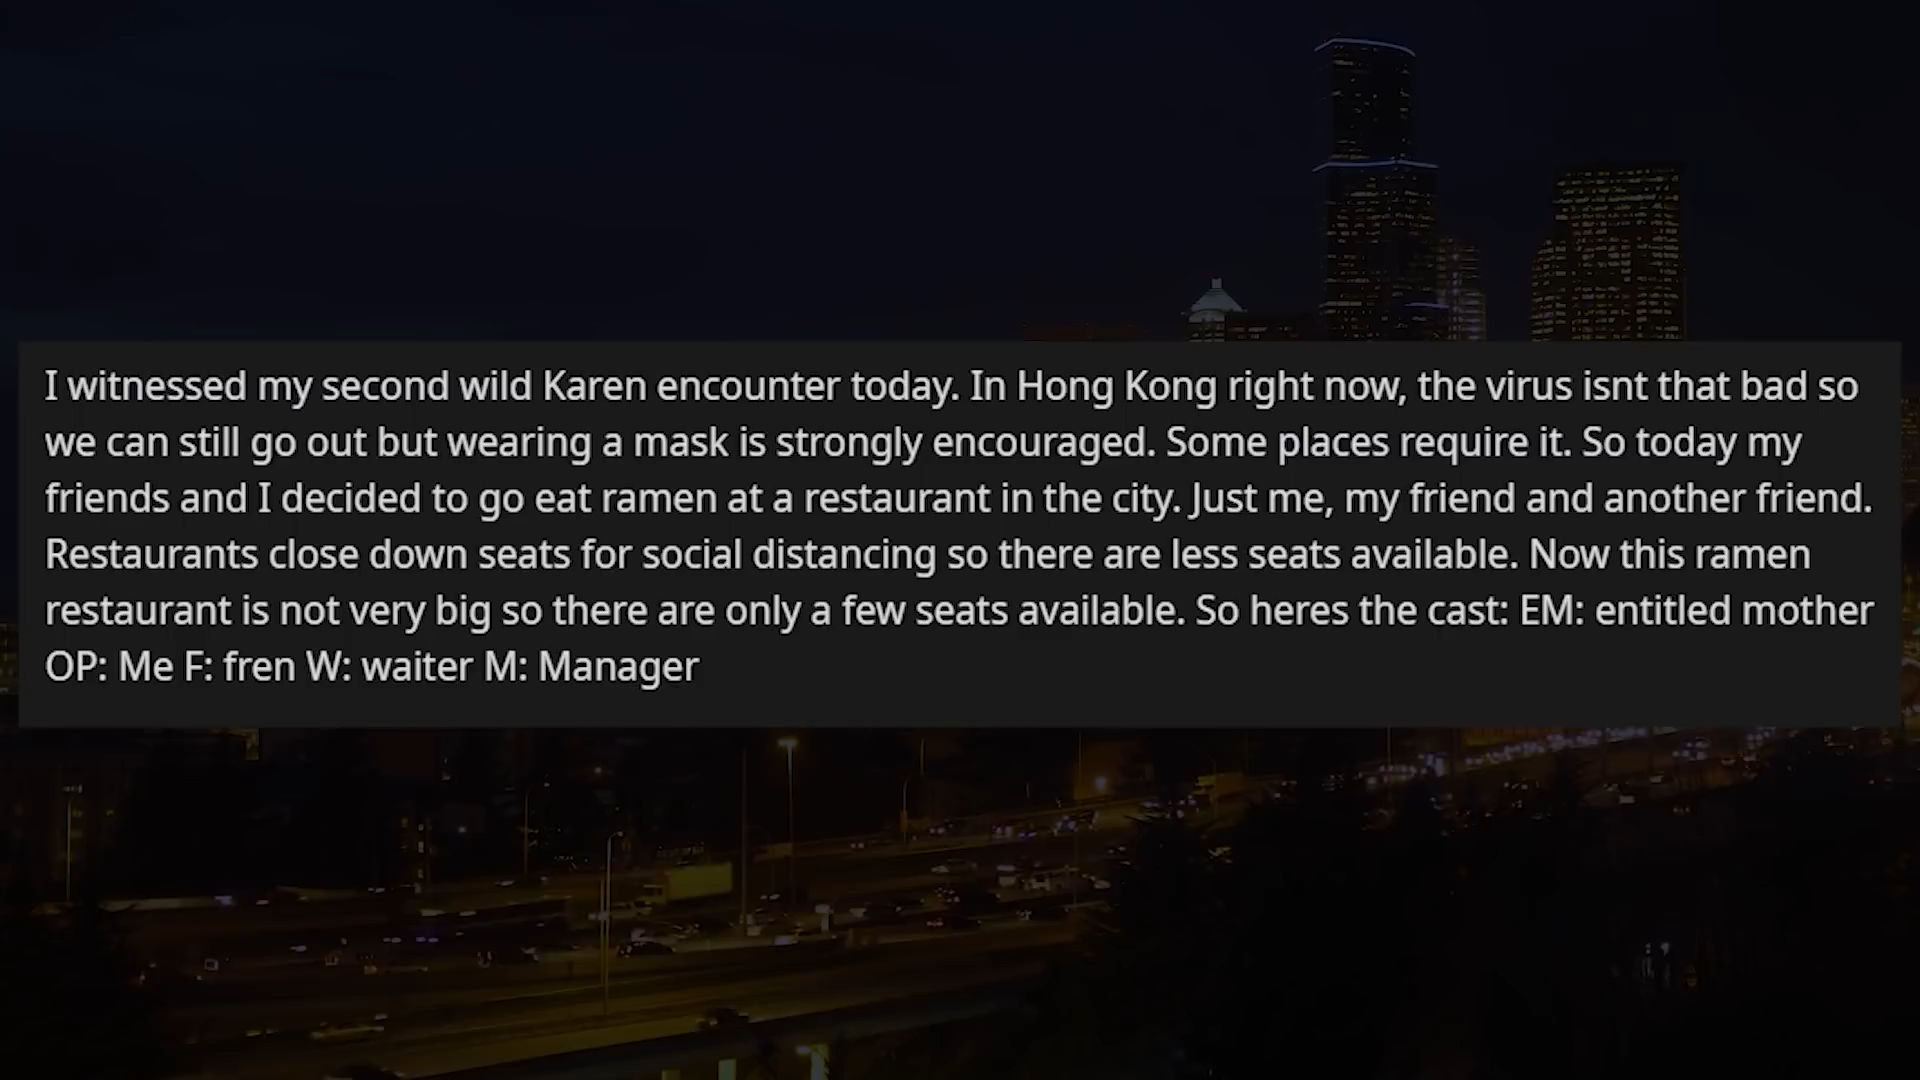 I witnessed my second wild Karen encounter today. In Hong Kong right now, the virus isnt that bad so
we can still go out but wearing a mask is strongly encouraged. Some places require it. So today my
friends and I decided to go eat ramen at a restaurant in the city. Just me, my friend and another friend.
Restaurants close down seats for social distancing so there are less seats available. Now this ramen
restaurant is not very big so there are only a few seats available. So heres the cast: EM: entitled mother
OP: Me F: fren W: waiter M: Manager